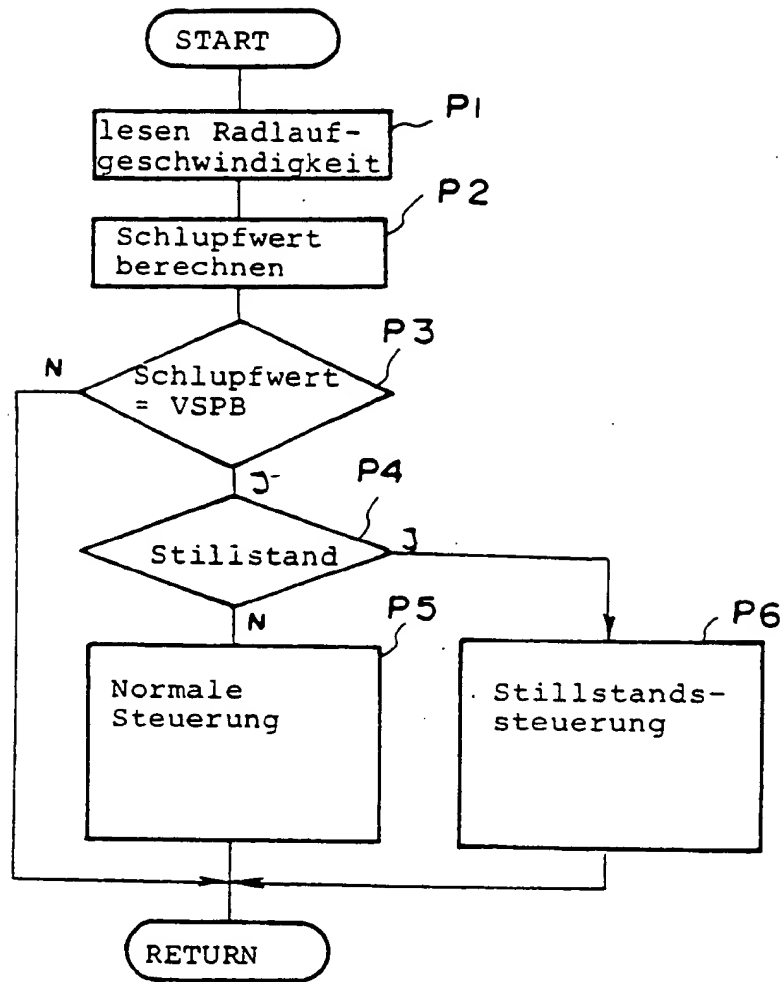 START
P1
lesen Radlauf-
geschwindigkeit
P2
Schlupfwert
berechnen
P3
N
Schlupfwert
= VSPB
J
P4
J
Stillstand
N
P5
P6
Normale
Steuerung
Stillstands-
steuerung
RETURN